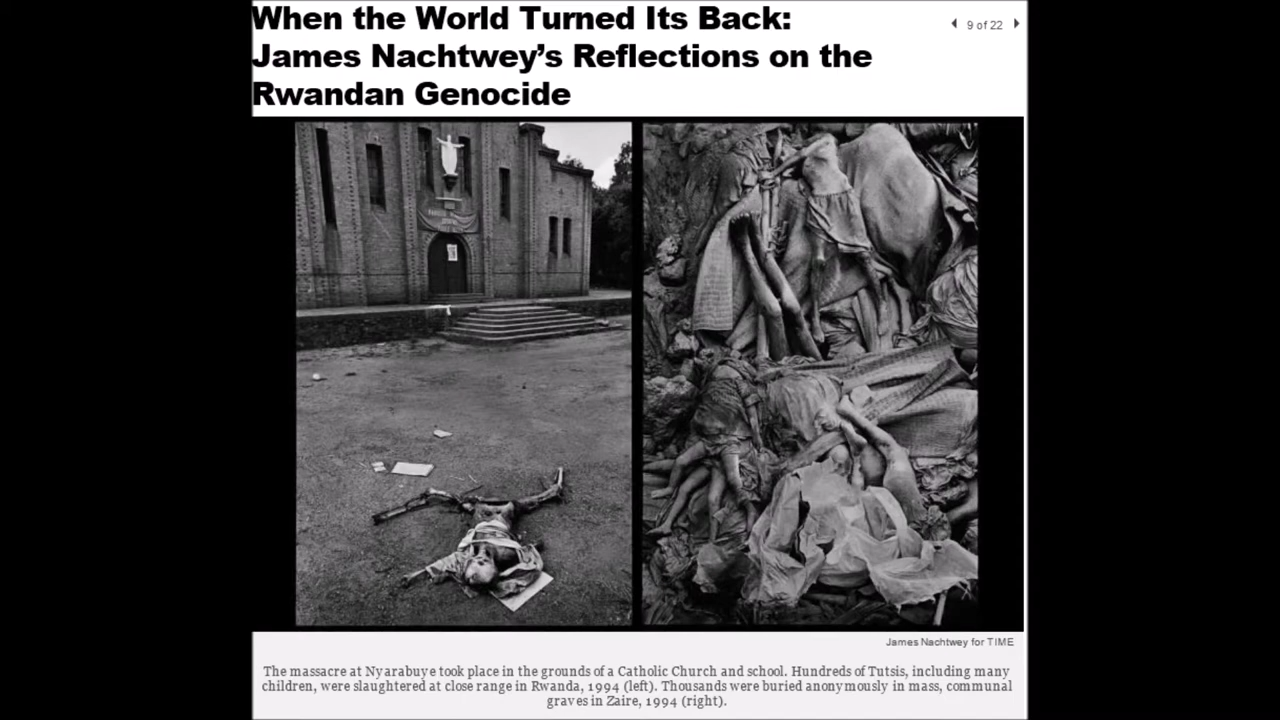 When the World Turned Its Back:
James Nachtwey’s Reflections on the
Rwandan Genocide
9 of 22
James Nachtwey for TIME
The massacre at Nyarabuye took place in the grounds of a Catholic Church and school. Hundreds of Tutsis, including many
children, were slaughtered at close range in Rwanda, 1994 (left). Thousands were buried anonymously in mass, communal
graves in Zaire, 1994 (right).